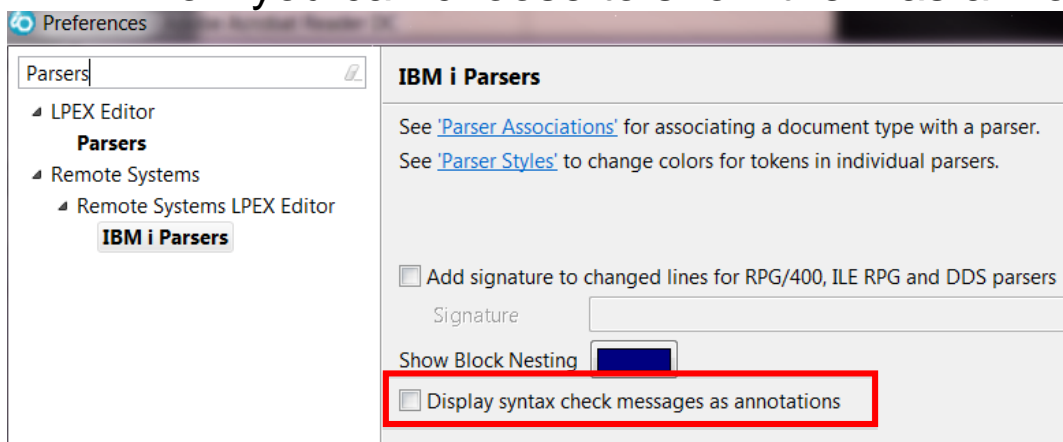 Preferences
Parsers
LPEX Editor
Parsers
Remote Systems
Remote Systems LPEX Editor
IBM i Parsers
IBM i Parsers
See 'Parser Associations' for associating a document type with a parser.
See 'Parser Styles' to change colors for tokens in individual parsers.
Add signature to changed lines for RPG/400, ILE RPG and DDS parsers
Signature
Show Block Nesting
Display syntax check messages as annotations